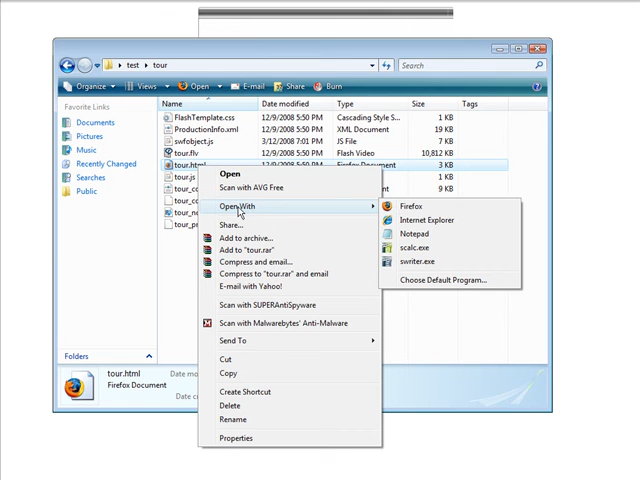 test ▸ tour
Search
Organize Views Open E-mail Share Burn
Favorite Links
Documents
Pictures
Music
Recently Changed
Searches
Public
Folders
Name Date modified Type Size Tags
FlashTemplate.css 12/9/2008 5:50 PM Cascading Style S... 1 KB
ProductionInfo.xml 12/9/2008 5:50 PM XML Document 19 KB
swfobject.js 3/12/2008 7:01 PM JS File 7 KB
tour.flv 12/9/2008 5:50 PM Flash Video 10,812 KB
tour.html 12/9/2008 5:50 PM Firefox Document 3 KB
tour.js
tour_co
tour_co
tour_no
tour_pr
1 KB
9 KB
Open
Scan with AVG Free
Open With
Share...
Add to archive...
Add to "tour.rar"
Compress and email...
Compress to "tour.rar" and email
E-mail with Yahoo!
Scan with SUPERAntiSpyware
Scan with Malwarebytes' Anti-Malware
Send To
Cut
Copy
Create Shortcut
Delete
Rename
Properties
Firefox
Internet Explorer
Notepad
scalc.exe
swriter.exe
Choose Default Program...
tour.html Date mo
Firefox Document
Date c